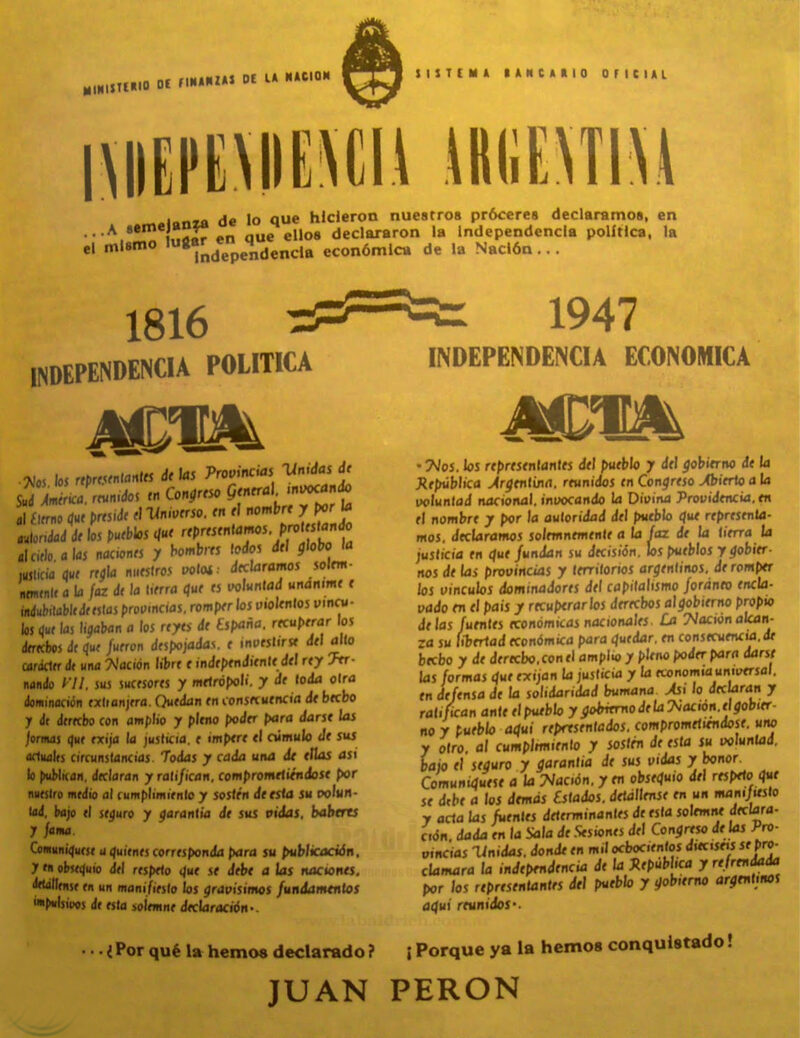 MINISTERIO DE FINANZAS DE LA NACION
SISTEMA BANCARIO OFICIAL
INDEPENDENCIA ARGENTINA
...A semejanza de lo que hicieron nuestros próceres declaramos, en
el mismo lugar en que ellos declararon la independencia política, la
independencia económica de la Nación...
1816
INDEPENDENCIA POLITICA
ACTA
"Nos, los representantes de las Provincias Unidas de
Sud América, reunidos en Congreso General, invocando
al Eterno que preside el Universo, en el nombre y por la
autoridad de los pueblos que representamos, protestando
al cielo, a las naciones y hombres todos del globo la
justicia que regla nuestros votos: declaramos solem-
nemente a la faz de la tierra que es voluntad unánime e
indubitable de estas provincias, romper los violentos víncu-
los que las ligaban a los reyes de España, recuperar los
derechos de que fueron despojadas, e investirse del alto
carácter de una Nación libre e independiente del rey Fer-
nando VII, sus sucesores y metrópoli, y de toda otra
dominación extranjera. Quedan en consecuencia de hecho
y de derecho con amplio y pleno poder para darse las
formas que exija la justicia, e impere el cúmulo de sus
actuales circunstancias. Todas y cada una de ellas así
lo publican, declaran y ratifican, comprometiéndose por
nuestro medio al cumplimiento y sostén de esta su volun-
tad, bajo el seguro y garantía de sus vidas, haberes
y fama.
Comuníquese a quienes corresponda para su publicación,
y en obsequio del respeto que se debe a las naciones,
detállense en un manifiesto los gravísimos fundamentos
impulsivos de esta solemne declaración".
1947
INDEPENDENCIA ECONOMICA
ACTA
"Nos, los representantes del pueblo y del gobierno de la
República Argentina, reunidos en Congreso Abierto a la
voluntad nacional, invocando la Divina Providencia, en
el nombre y por la autoridad del pueblo que representa-
mos, declaramos solemnemente a la faz de la tierra la
justicia en que fundan su decisión, los pueblos y gobier-
nos de las provincias y territorios argentinos, de romper
los vínculos dominadores del capitalismo foráneo encla-
vado en el país y recuperar los derechos al gobierno propio
de las fuentes económicas nacionales. La Nación alcan-
za su libertad económica para quedar, en consecuencia, de
hecho y de derecho, con el amplio y pleno poder para darse
las formas que exijan la justicia y la economía universal,
en defensa de la solidaridad humana. Así lo declaran y
ratifican ante el pueblo y gobierno de la Nación, el gobier-
no y pueblo aquí representados, comprometiéndose, uno
y otro, al cumplimiento y sostén de esta su voluntad,
bajo el seguro y garantía de sus vidas y honor.
Comuníquese a la Nación, y en obsequio del respeto que
se debe a los demás Estados, detállense en un manifiesto
y acta las fuentes determinantes de esta solemne declara-
ción, dada en la Sala de Sesiones del Congreso de las Pro-
vincias Unidas, donde en mil ochocientos dieciséis se pro-
clamara la independencia de la República y refrendada
por los representantes del pueblo y gobierno argentinos
aquí reunidos".
...¿Por qué la hemos declarado? ¡Porque ya la hemos conquistado!
JUAN PERON